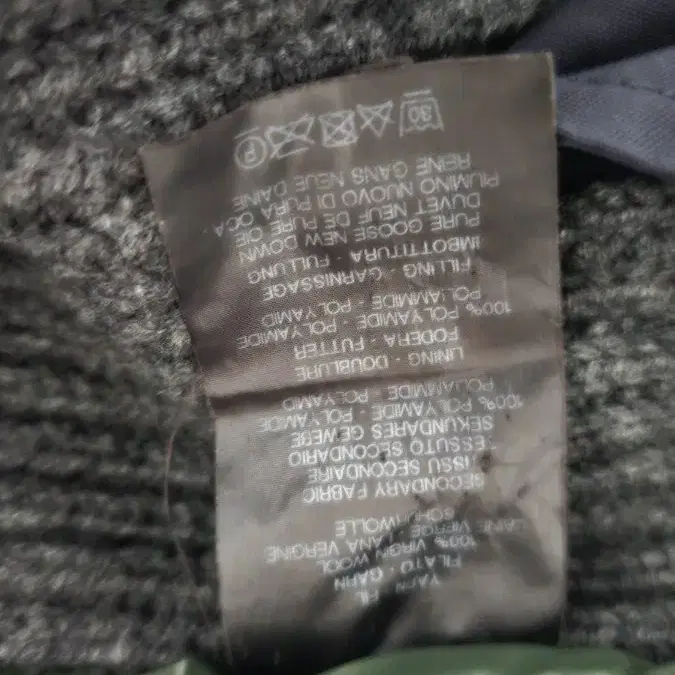 YARN - FIL
FILATO - GARN
100% VIRGIN WOOL
LAINE VIERGE - LANA VERGINE
SCHURWOLLE
SECONDARY FABRIC
TISSU SECONDAIRE
TESSUTO SECONDARIO
SEKUNDARES GEWEBE
100% POLYAMIDE - POLYAMIDE
POLIAMMIDE - POLYAMID
LINING - DOUBLURE
FODERA - FUTTER
100% POLYAMIDE - POLYAMIDE
POLIAMMIDE - POLYAMID
FILLING - GARNISSAGE
IMBOTTITURA - FULLUNG
PURE GOOSE NEW DOWN
DUVET NEUF DE PURE OIE
PIUMINO NUOVO DI PURA OCA
REINE GANS NEUE DAUNE
30
P